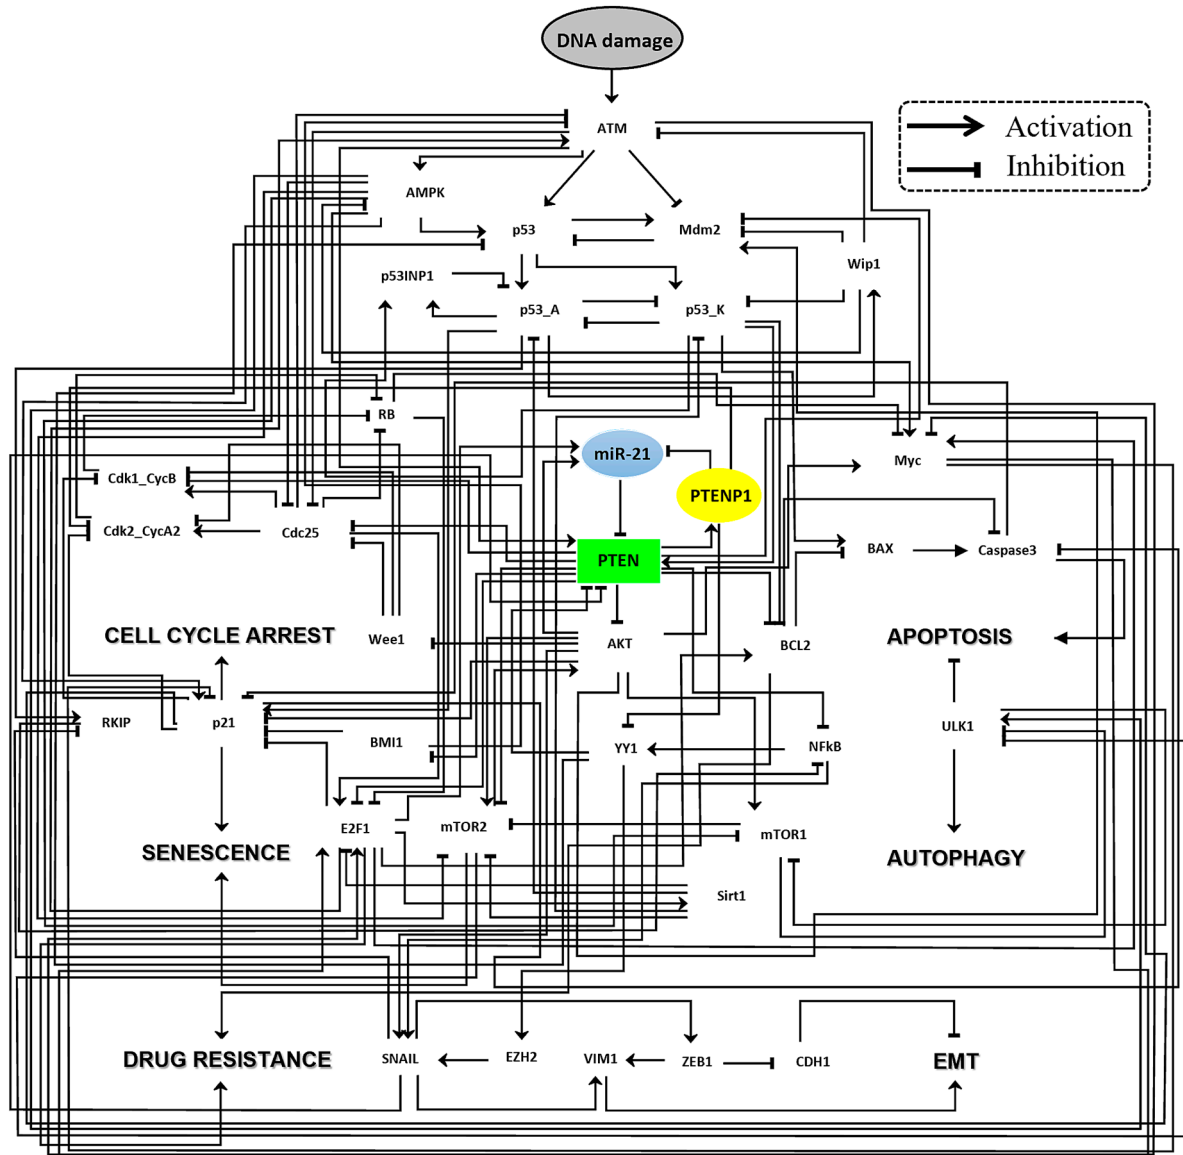 DNA damage
Activation
Inhibition
ATM
AMPK
p53
Mdm2
Wip1
p53INP1
p53_A
p53_K
RB
miR-21
Myc
Cdk1_CycB
PTENP1
Cdk2_CycA2
Cdc25
PTEN
BAX
Caspase3
CELL CYCLE ARREST
Wee1
AKT
BCL2
APOPTOSIS
RKIP
p21
BMI1
YY1
NFkB
ULK1
E2F1
mTOR2
mTOR1
SENESCENCE
AUTOPHAGY
Sirt1
DRUG RESISTANCE
SNAIL
EZH2
VIM1
ZEB1
CDH1
EMT